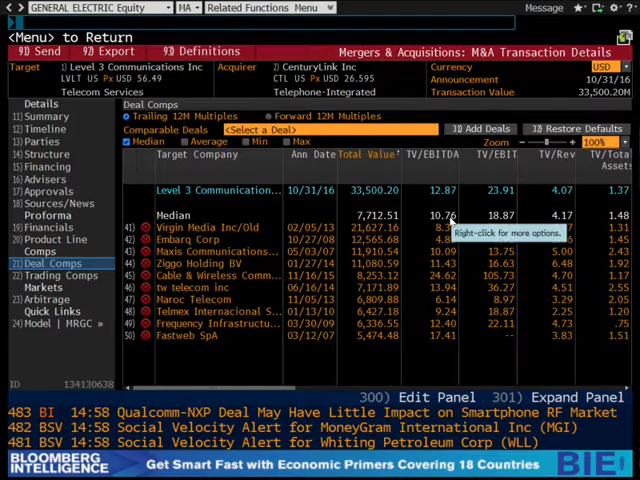 GENERAL ELECTRIC Equity MA Related Functions Menu Message ?
<Menu> to Return
91) Send 92) Export 93) Definitions Mergers & Acquisitions: M&A Transaction Details
Target 1) Level 3 Communications Inc Acquirer 2) CenturyLink Inc Currency USD
LVLT US Px USD 56.49 CTL US Px USD 26.595 Announcement 10/31/16
Telecom Services Telephone-Integrated Transaction Value 33,500.20M
Details Deal Comps
11) Summary Trailing 12M Multiples Forward 12M Multiples
12) Timeline Comparable Deals <Select a Deal> 31) Add Deals 32) Restore Defaults
13) Parties Median Average Min Max Zoom - + 100%
14) Structure Target Company Ann Date Total Value↑ TV/EBITDA TV/EBIT TV/Rev TV/Total Assets
15) Financing
16) Advisers
17) Approvals Level 3 Communication... 10/31/16 33,500.20 12.87 23.91 4.07 1.37
18) Sources/News
Proforma Median 7,712.51 10.76 18.87 4.17 1.48
19) Financials 41) Virgin Media Inc/Old 02/05/13 21,627.16
20) Product Line 42) Embarq Corp 10/27/08 12,565.68 Right-click for more options.
Comps 43) Maxis Communications... 05/03/07 11,910.54 10.09 13.75 5.00 2.43
21) Deal Comps 44) Ziggo Holding BV 01/27/14 11,080.59 11.43 16.63 6.48 1.92
22) Trading Comps 45) Cable & Wireless Comm... 11/16/15 8,253.12 24.62 105.73 4.70 1.17
Markets 46) tw telecom inc 06/16/14 7,171.89 13.94 36.27 4.51 2.55
23) Arbitrage 47) Maroc Telecom 11/05/13 6,809.88 6.14 8.97 3.29 2.05
Quick Links 48) Telmex Internacional S... 01/13/10 6,427.18 9.24 18.87 2.25 1.20
24) Model | MRGC » 49) Frequency Infrastructu... 03/30/09 6,336.55 12.40 22.11 4.73 .75
50) Fastweb SpA 03/12/07 5,474.48 17.41 -- 3.83 1.51
ID 134130638
300) Edit Panel 301) Expand Panel
483 BI 14:58 Qualcomm-NXP Deal May Have Little Impact on Smartphone RF Market
482 BSV 14:58 Social Velocity Alert for MoneyGram International Inc (MGI)
481 BSV 14:58 Social Velocity Alert for Whiting Petroleum Corp (WLL)
BLOOMBERG INTELLIGENCE Get Smart Fast with Economic Primers Covering 18 Countries BIE